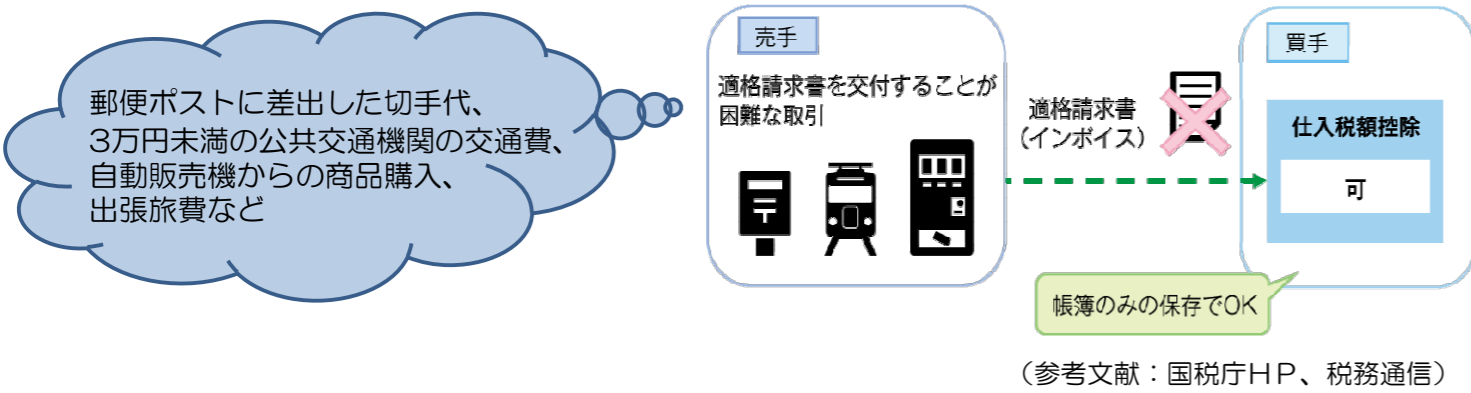 郵便ポストに差出した切手代、
3万円未満の公共交通機関の交通費、
自動販売機からの商品購入、
出張旅費など
売手
適格請求書を交付することが
困難な取引
適格請求書
（インボイス）
買手
仕入税額控除
可
帳簿のみの保存でOK
（参考文献：国税庁ＨＰ、税務通信）